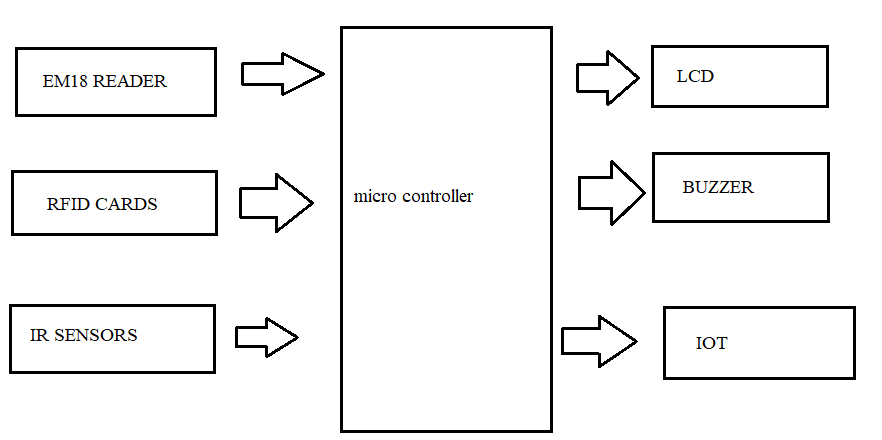 EM18 READER
RFID CARDS
IR SENSORS
micro controller
LCD
BUZZER
IOT